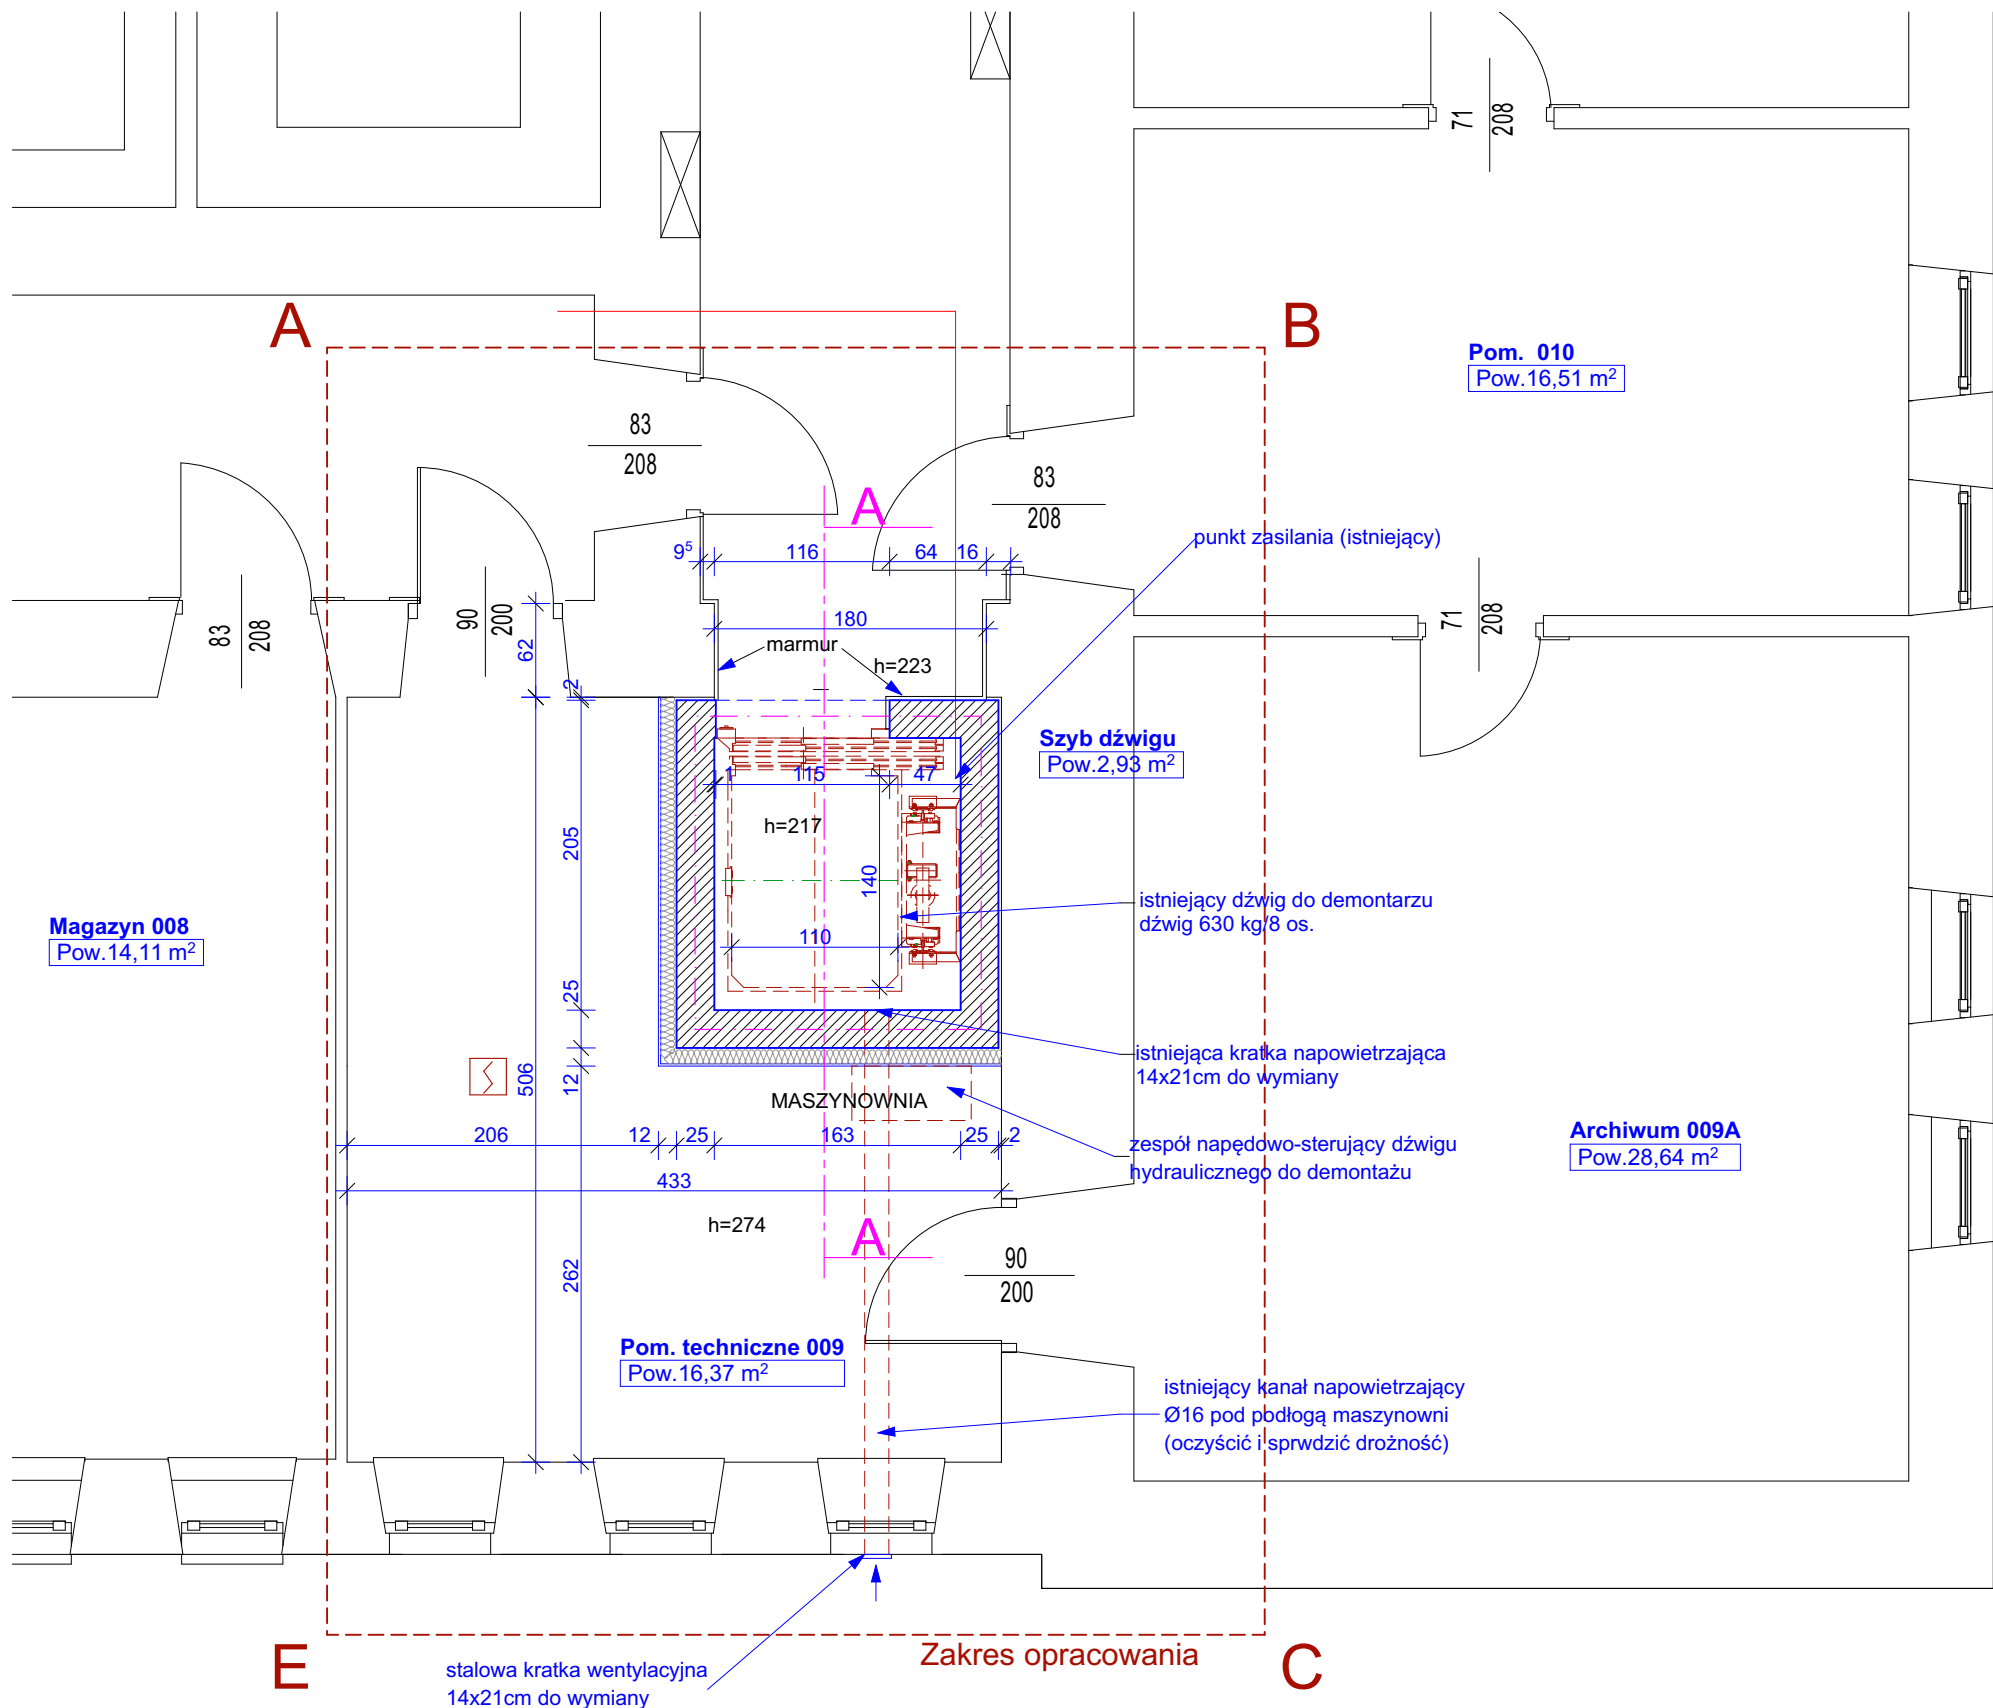 71
208
A
B
Pom. 010
Pow.16,51 m²
83
208
83
208
A
punkt zasilania (istniejący)
9⁵
116
64
16
83
208
90
200
62
180
marmur
h=223
71
208
2
Szyb dźwigu
Pow.2,93 m²
1
115
47
h=217
205
140
istniejący dźwig do demontarzu
dźwig 630 kg/8 os.
Magazyn 008
Pow.14,11 m²
110
25
istniejąca kratka napowietrzająca
14x21cm do wymiany
506
12
MASZYNOWNIA
Archiwum 009A
Pow.28,64 m²
206
12
25
163
25
2
zespół napędowo-sterujący dźwigu
hydraulicznego do demontażu
433
h=274
A
262
90
200
Pom. techniczne 009
Pow.16,37 m²
istniejący kanał napowietrzający
Ø16 pod podłogą maszynowni
(oczyścić i sprwdzić drożność)
E
Zakres opracowania
C
stalowa kratka wentylacyjna
14x21cm do wymiany